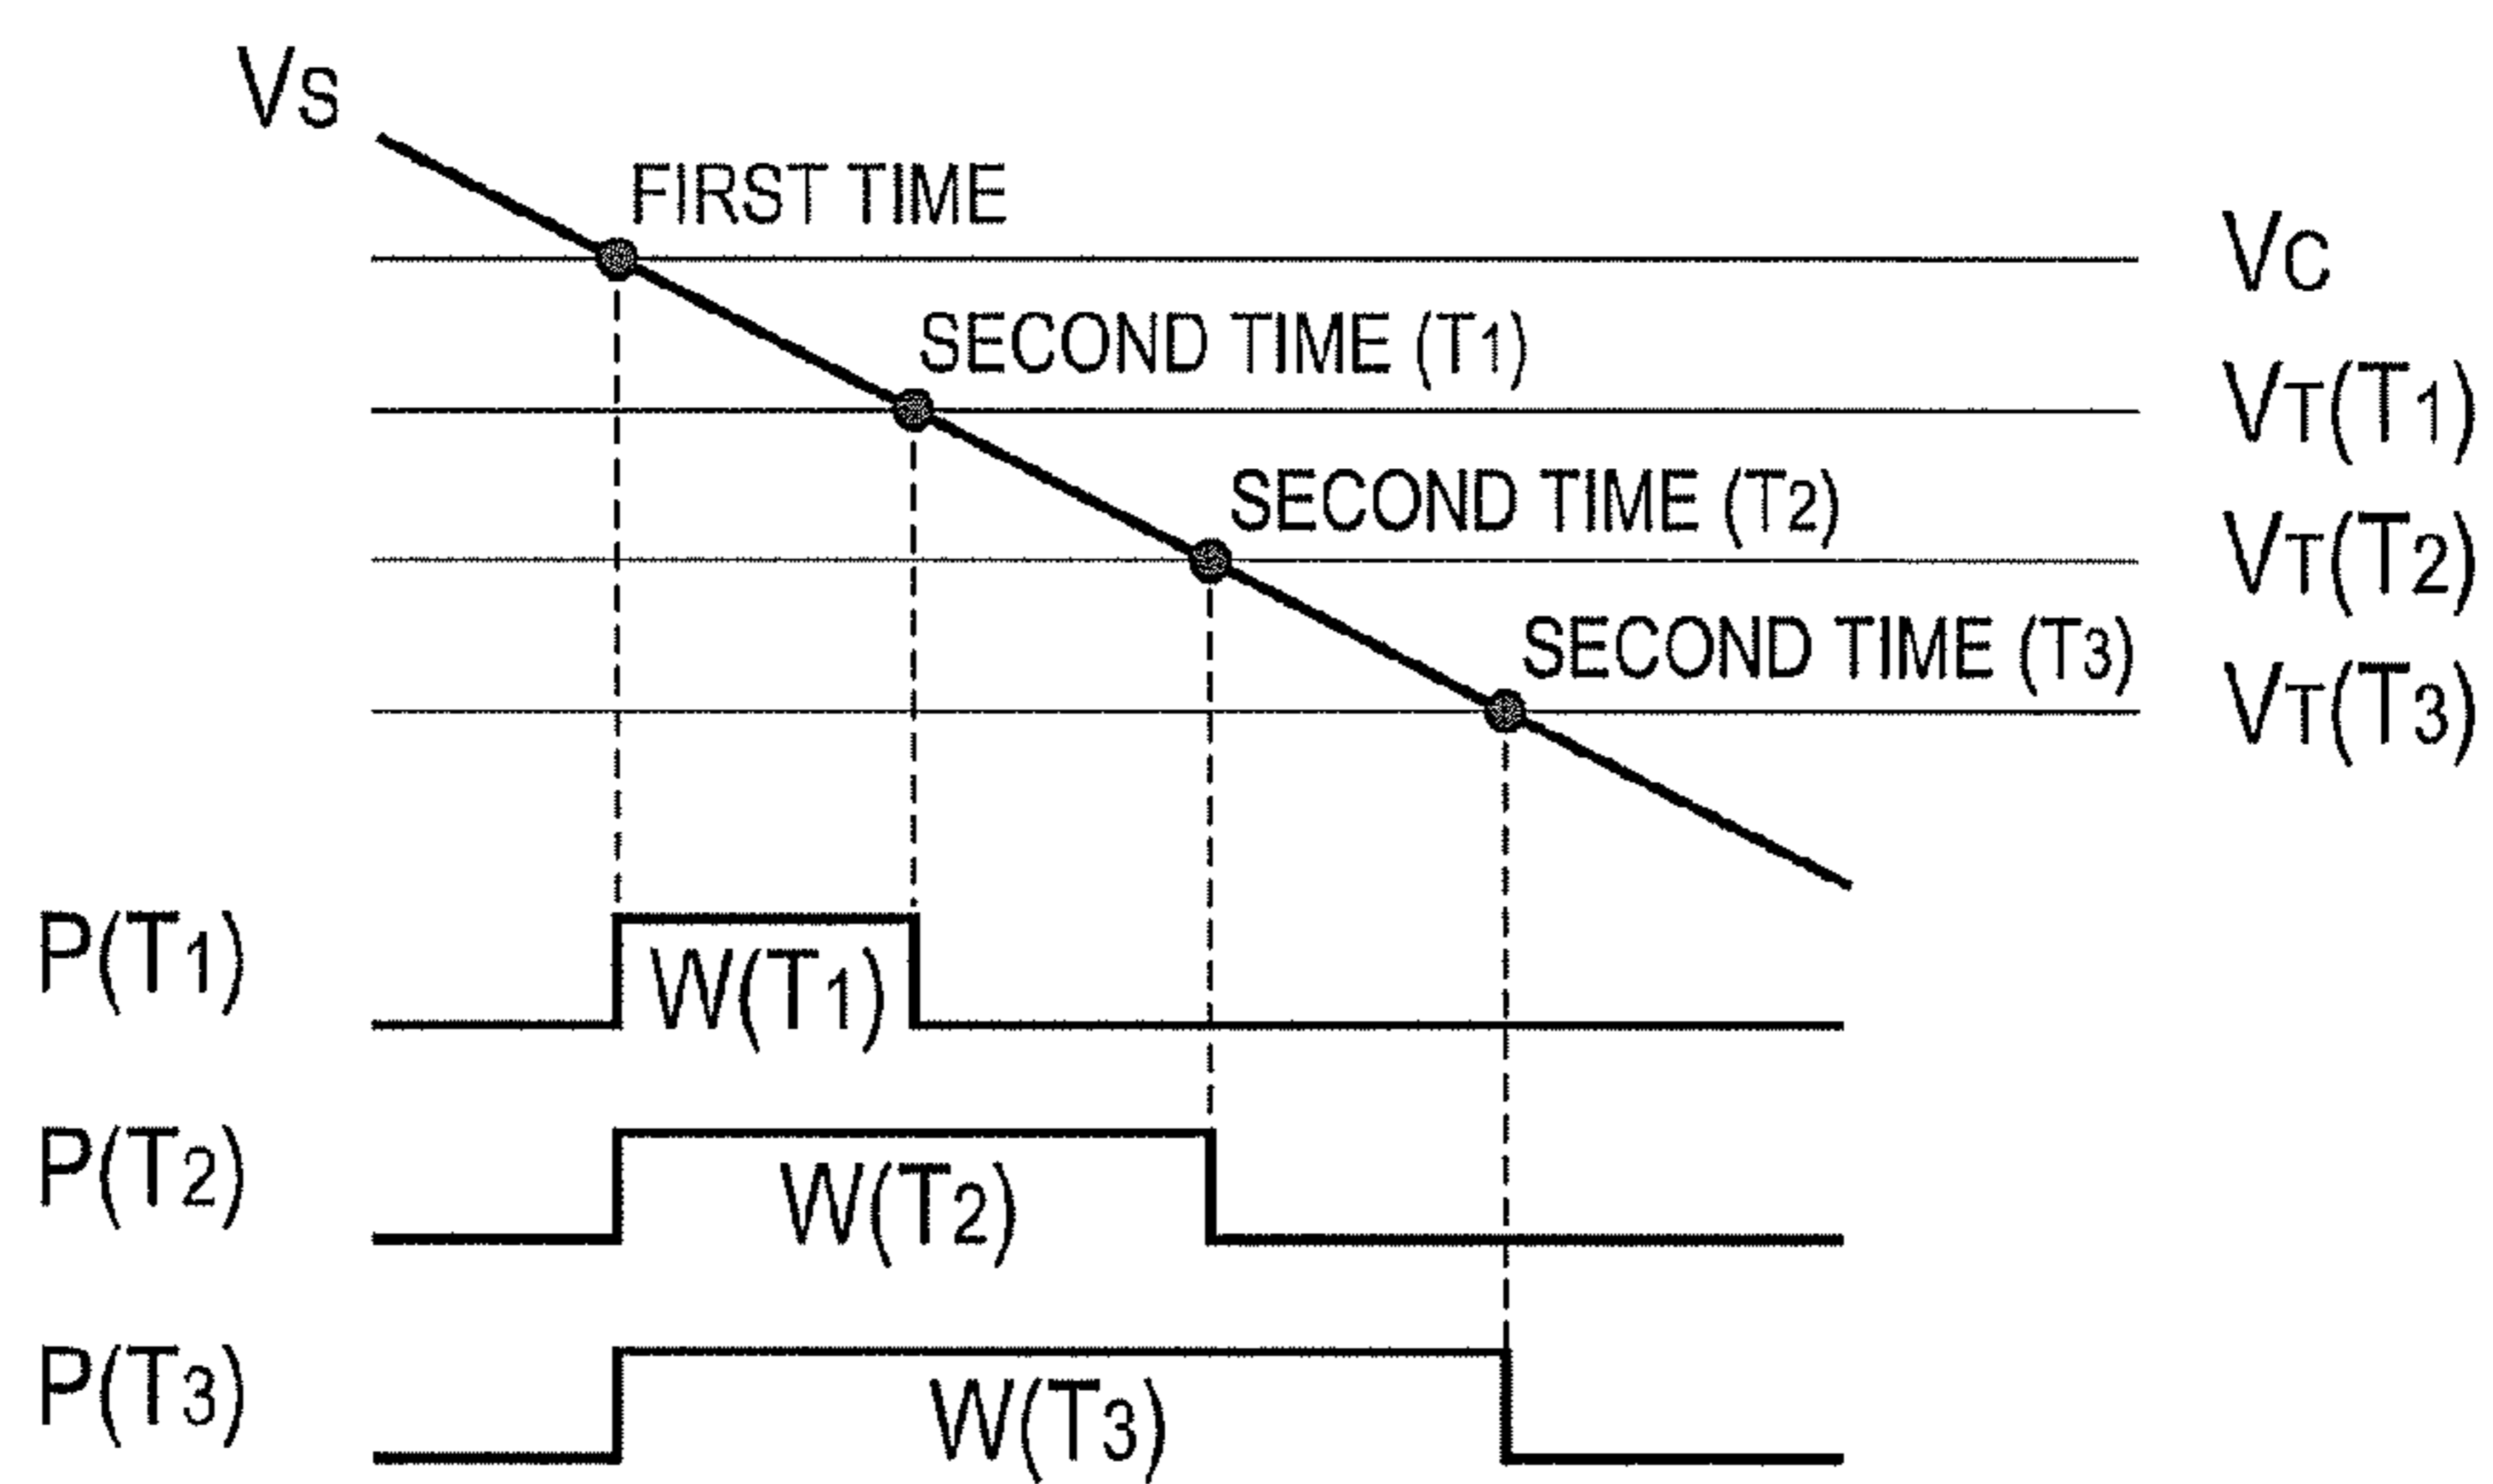 VS
FIRST TIME
VC
SECOND TIME (T1)
VT(T1)
SECOND TIME (T2)
VT(T2)
SECOND TIME (T3)
VT(T3)
P(T1)
W(T1)
P(T2)
W(T2)
P(T3)
W(T3)